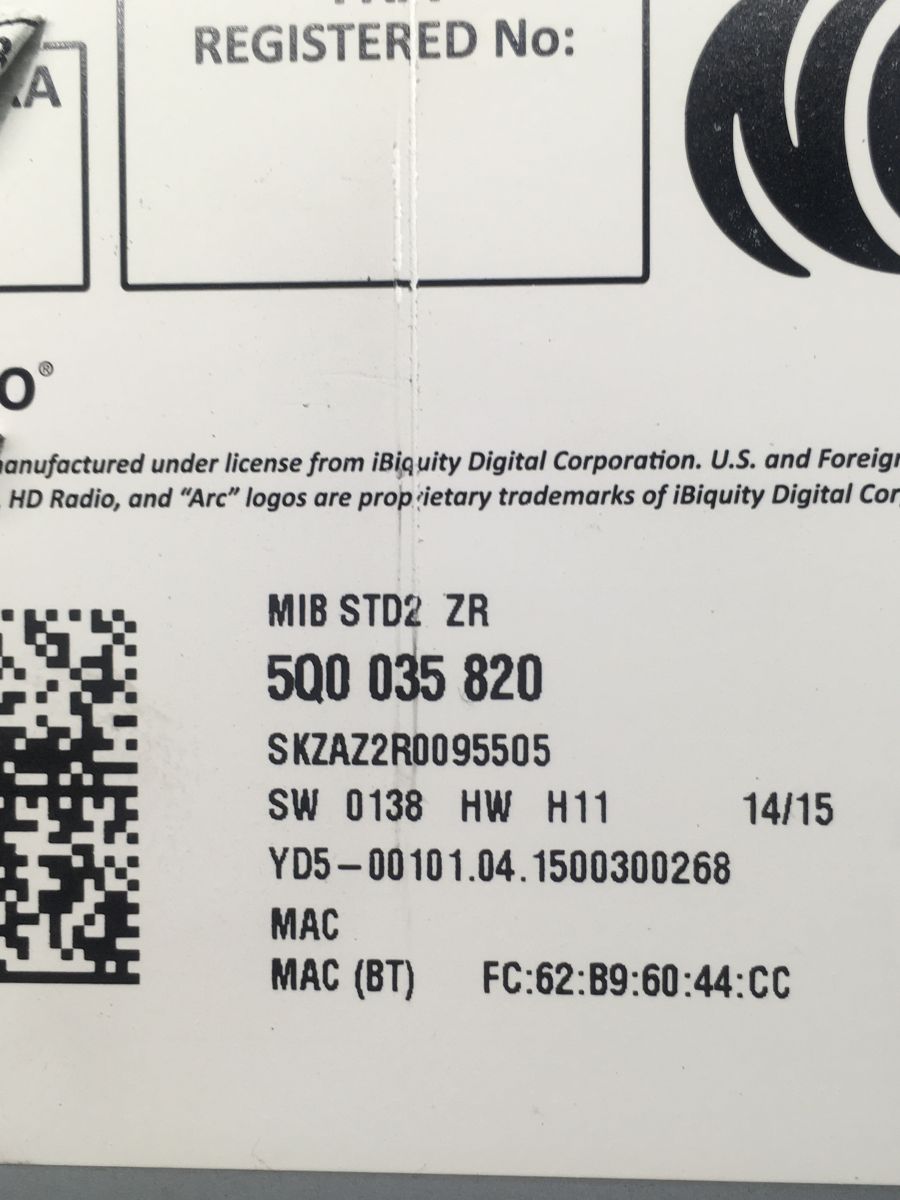 REGISTERED No:
A
O®
manufactured under license from iBiquity Digital Corporation. U.S. and Foreign
HD Radio, and “Arc” logos are proprietary trademarks of iBiquity Digital Cor
MIB STD2 ZR
5Q0 035 820
SKZAZ2R0095505
SW 0138 HW H11 14/15
YD5-00101.04.1500300268
MAC
MAC (BT) FC:62:B9:60:44:CC